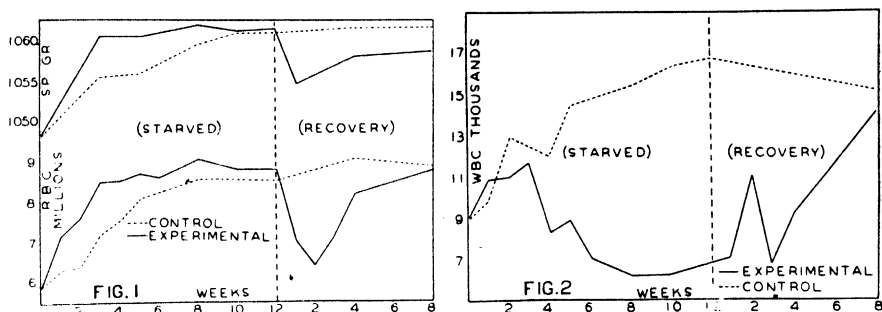 1060
1055
1050
SP GR
(STARVED)
(RECOVERY)
9
8
7
6
RBC
MILLIONS
CONTROL
EXPERIMENTAL
FIG.1
WEEKS
2
4
6
8
10
12
2
4
6
8
17
15
13
11
9
7
WBC THOUSANDS
(STARVED)
(RECOVERY)
EXPERIMENTAL
CONTROL
FIG.2
WEEKS
2
4
6
8
10
2
4
6
8